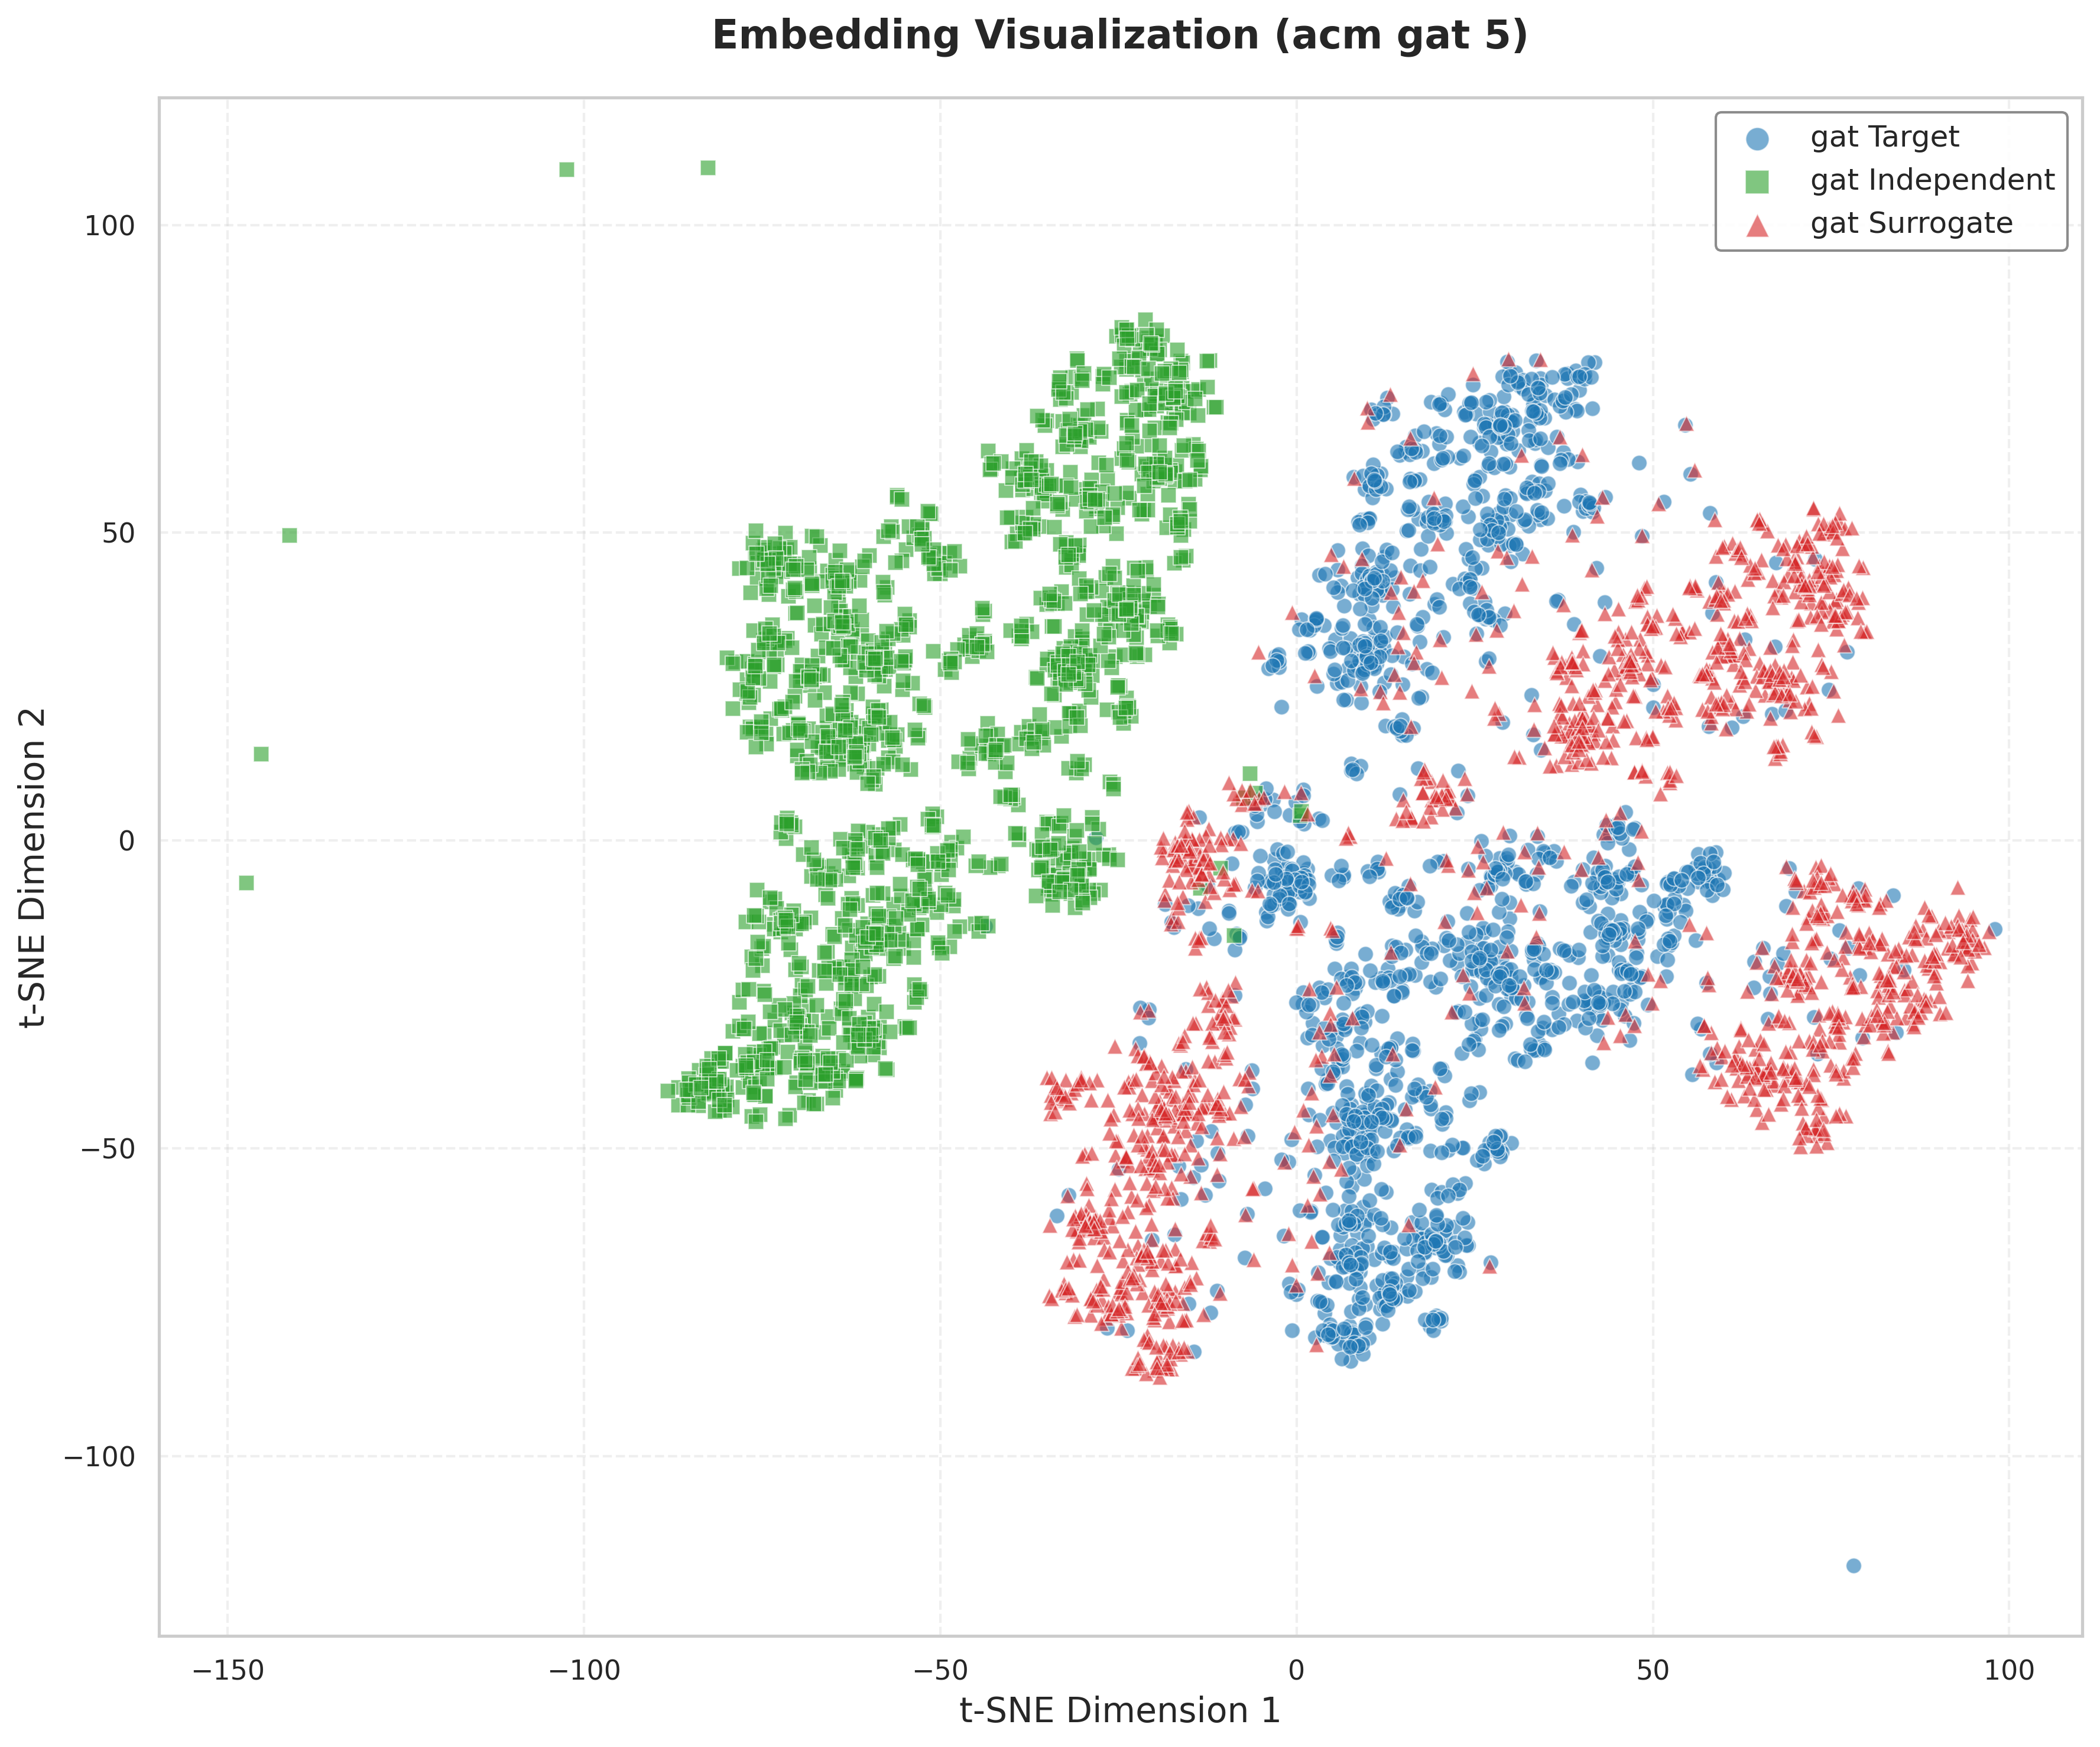 Embedding Visualization (acm gat 5)
gat Target
gat Independent
gat Surrogate
100
50
0
−50
−100
t-SNE Dimension 2
−150
−100
−50
0
50
100
t-SNE Dimension 1